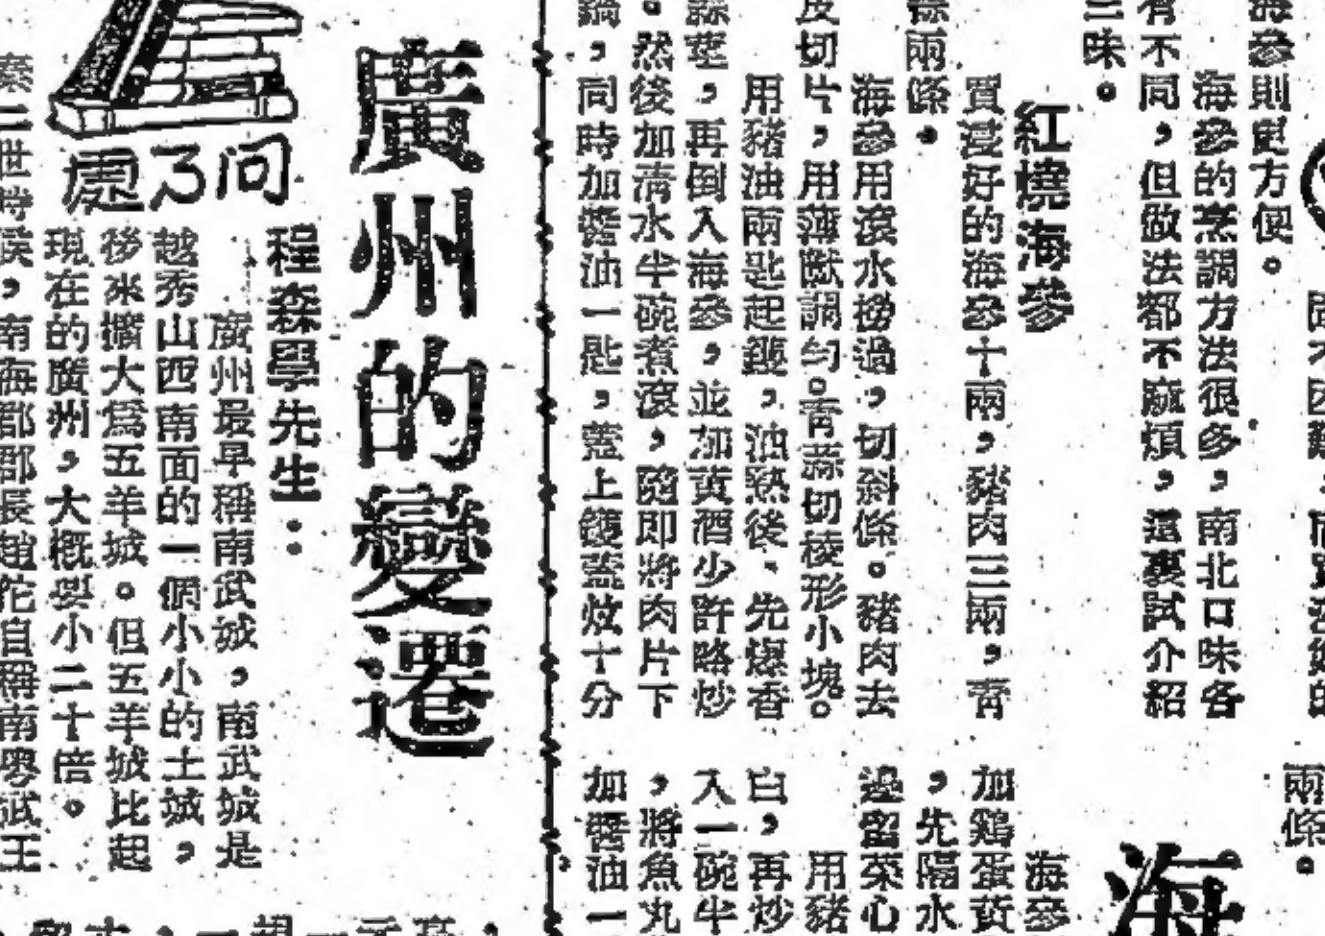 海參則更方便。
海參的烹調方法很多，南北口味各
有不同，但做法都不麻煩，這裏試介紹
三味。
紅燒海參
買浸好的海參十兩，豬肉三兩，青
蒜兩條。
海參用滾水撈過，切斜條。豬肉去
皮切片，用薄獻調勻。青蒜切稜形小塊。
用豬油兩匙起鑊，油熟後、先爆香
蒜莖，再倒入海參，並加黃酒少許略炒
。然後加清水半碗煮滾，隨即將肉片下
鍋，同時加醬油一匙，蓋上鑊蓋炆十分
兩條。
海
海參
加鷄蛋黃
，先隔水
邊留菜心
用豬
白，再炒
入一碗半
，將魚丸
加醬油一
廣州的變遷
问了處
程森學先生：
廣州最早稱南武城，南武城是
越秀山西南面的一個小小的土城，
後來擴大爲五羊城。但五羊城比起
現在的廣州，大概要小二十倍。
秦二世時候，南海郡郡長趙佗自稱南粵武王